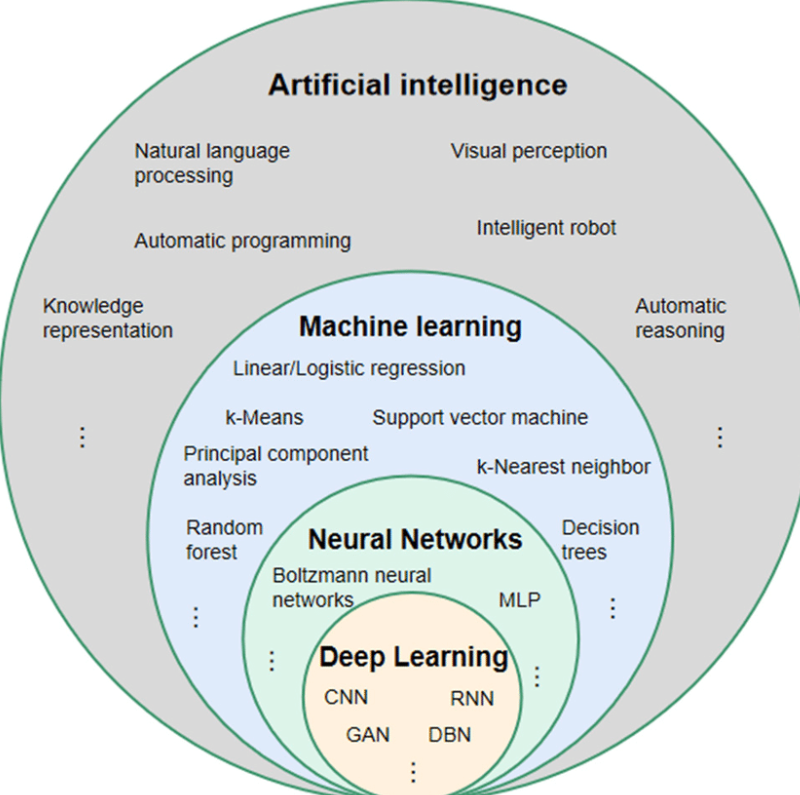 Artificial intelligence
Natural language
processing
Visual perception
Automatic programming
Intelligent robot
Knowledge
representation
Automatic
reasoning
⋮
⋮
Machine learning
Linear/Logistic regression
k-Means
Support vector machine
Principal component
analysis
k-Nearest neighbor
Random
forest
Decision
trees
⋮
⋮
Neural Networks
Boltzmann neural
networks
MLP
⋮
⋮
Deep Learning
CNN
RNN
GAN
DBN
⋮